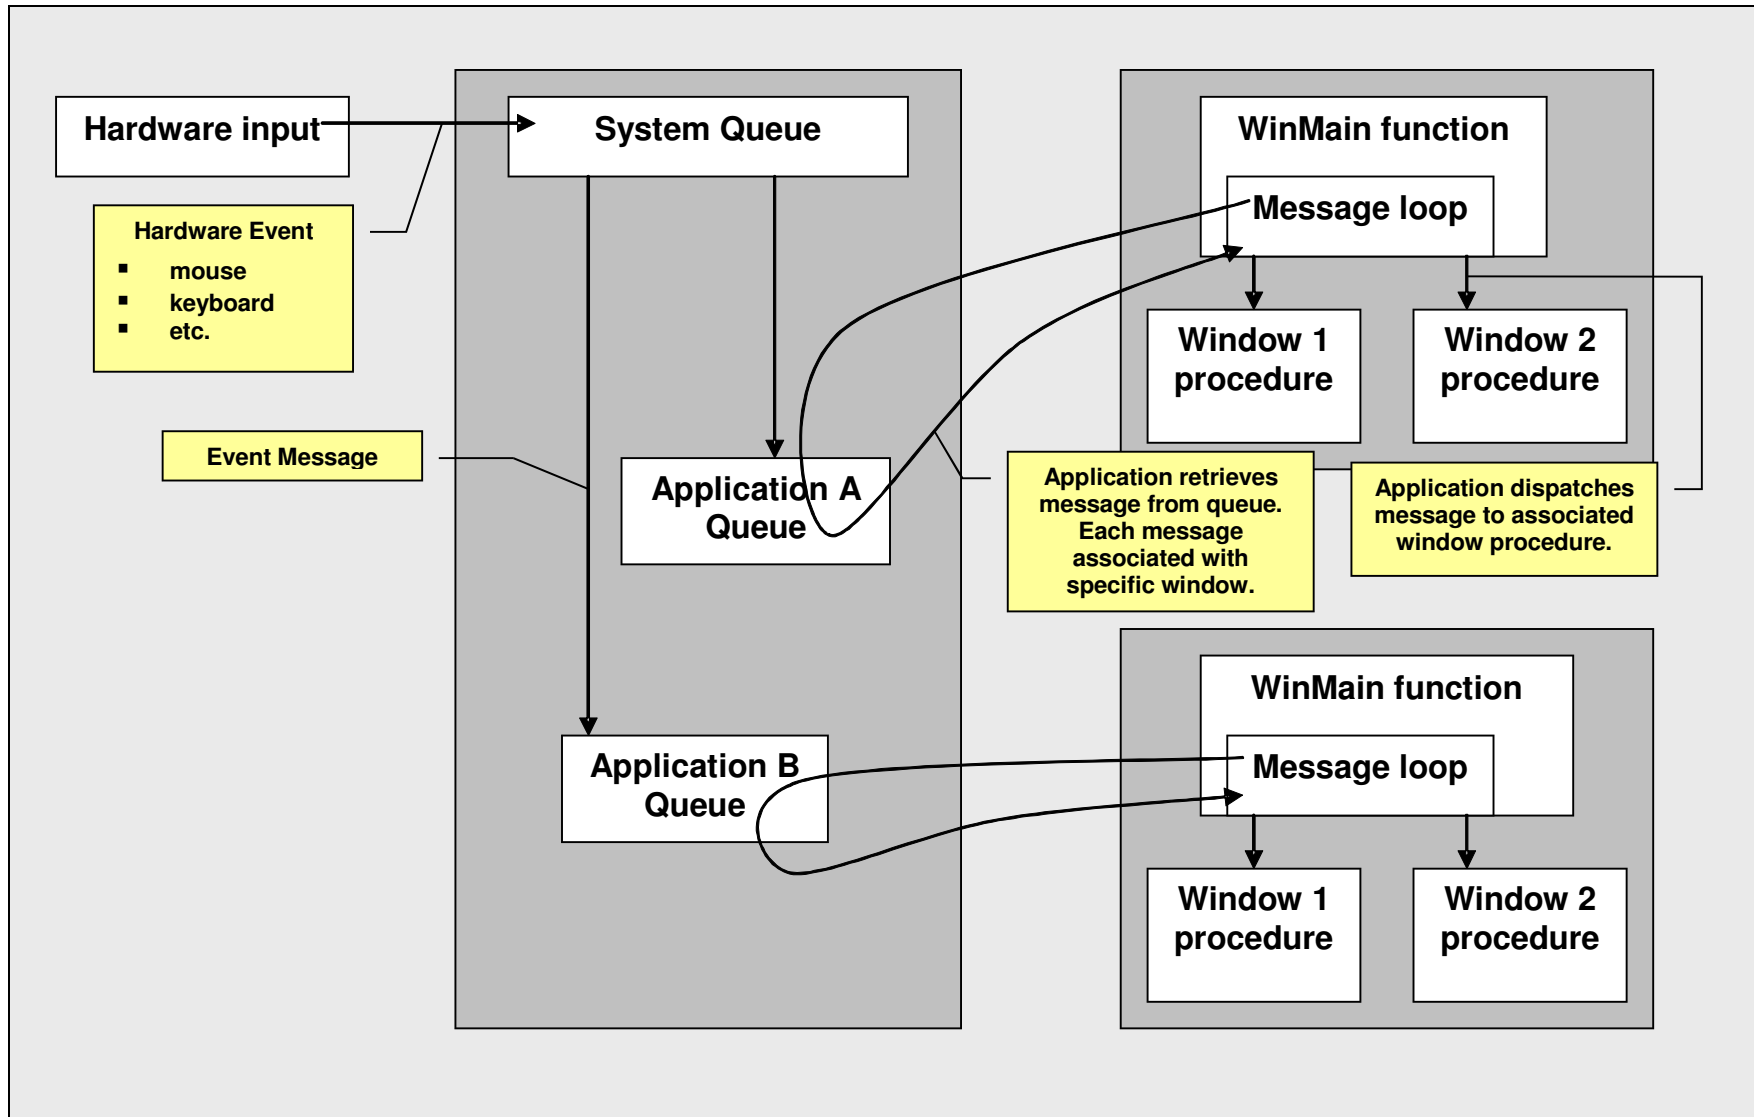 Hardware input
System Queue
WinMain function
Message loop
Hardware Event
▪ mouse
▪ keyboard
▪ etc.
Window 1
procedure
Window 2
procedure
Event Message
Application A
Queue
Application retrieves
message from queue.
Each message
associated with
specific window.
Application dispatches
message to associated
window procedure.
WinMain function
Message loop
Application B
Queue
Window 1
procedure
Window 2
procedure